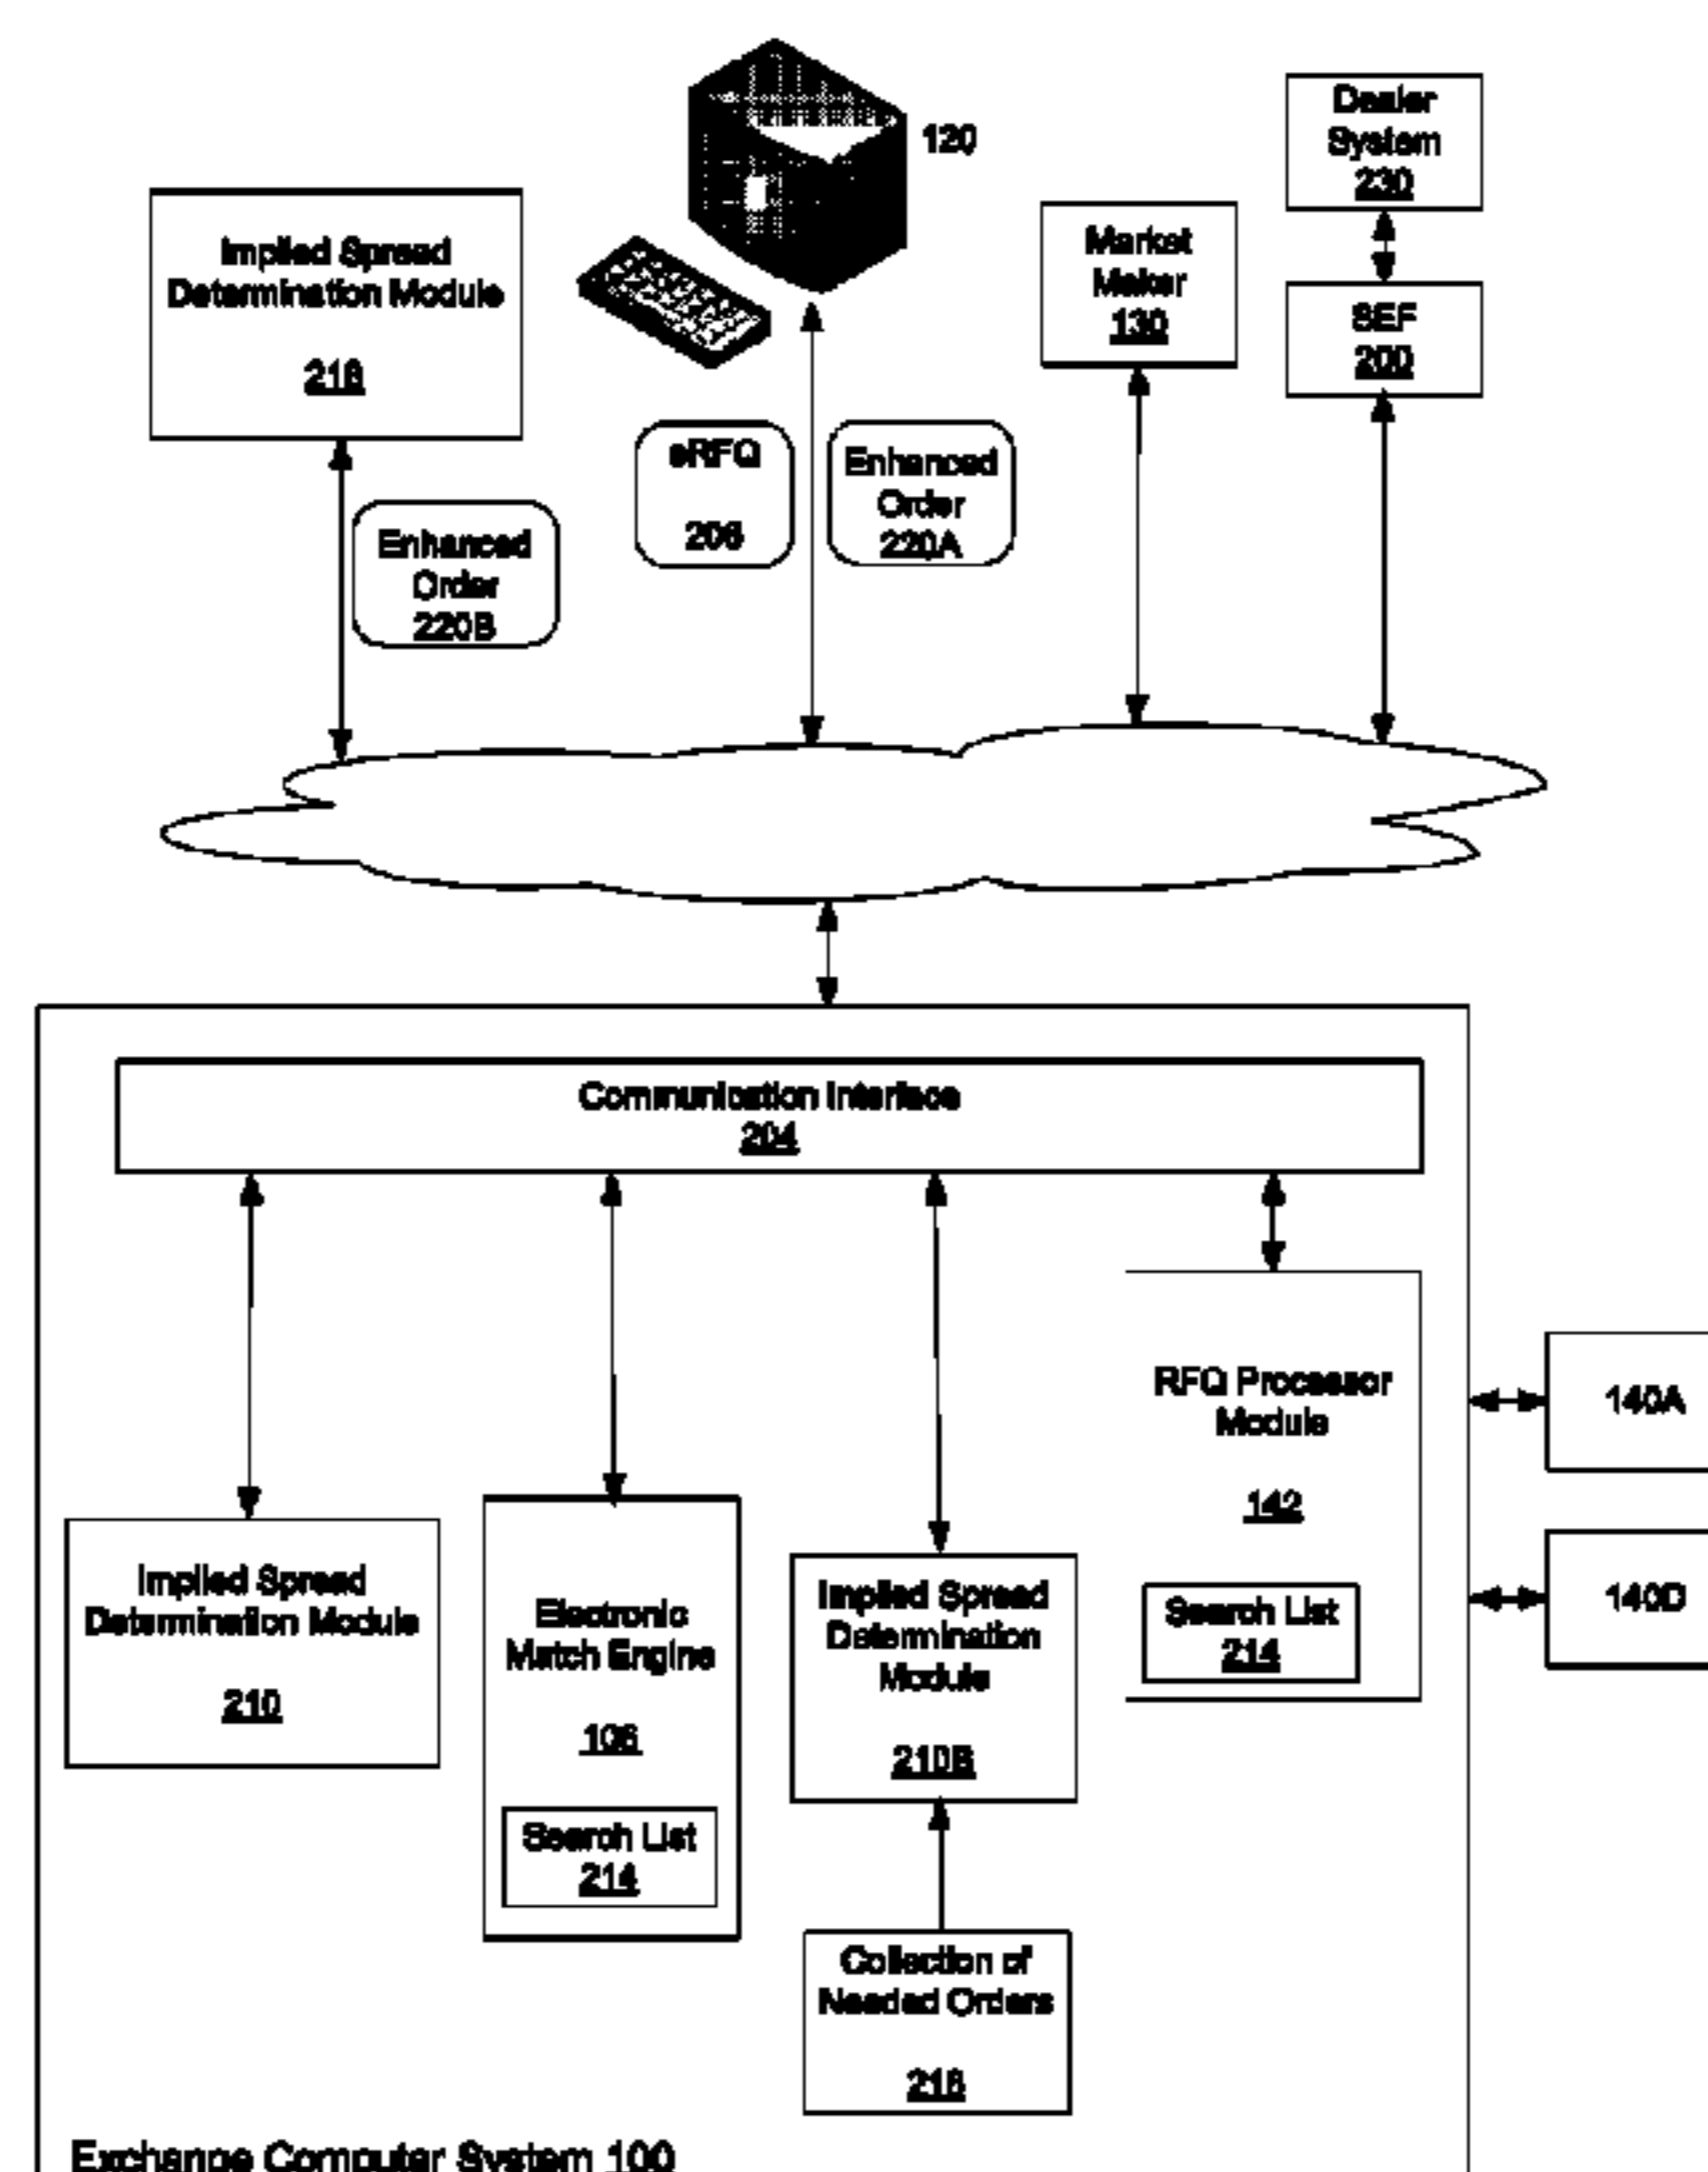 120
Dealer
System
230
Implied Spread
Determination Module
Market
Maker
130
SEF
200
eRFQ
Enhanced
Order
220A
Enhanced
Order
220B
Communication Interface
204
RFQ Processor
Module
142
Search List
214
140A
140D
Implied Spread
Determination Module
210
Electronic
Match Engine
106
Search List
214
Implied Spread
Determination
Module
210B
Collection of
Needed Orders
Exchange Computer System 100